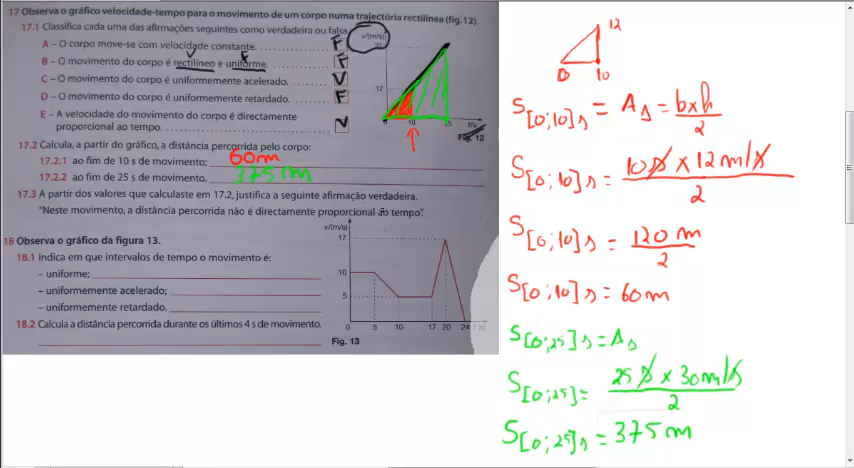 17 Observa o gráfico velocidade-tempo para o movimento de um corpo numa trajectória rectilínea (fig. 12).
17.1 Classifica cada uma das afirmações seguintes como verdadeira ou falsa.
A – O corpo move-se com velocidade constante. F
B – O movimento do corpo é rectilíneo e uniforme. F
V F
C – O movimento do corpo é uniformemente acelerado. V
D – O movimento do corpo é uniformemente retardado. F
E – A velocidade do movimento do corpo é directamente
proporcional ao tempo. V
v/(m/s)
30
12
0 10 25 t/s
Fig. 12
17.2 Calcula, a partir do gráfico, a distância percorrida pelo corpo:
17.2.1 ao fim de 10 s de movimento; 60m
17.2.2 ao fim de 25 s de movimento. 375 m
17.3 A partir dos valores que calculaste em 17.2, justifica a seguinte afirmação verdadeira.
"Neste movimento, a distância percorrida não é directamente proporcional ao tempo".
18 Observa o gráfico da figura 13.
18.1 Indica em que intervalos de tempo o movimento é:
– uniforme;
– uniformemente acelerado;
– uniformemente retardado.
18.2 Calcula a distância percorrida durante os últimos 4 s de movimento.
v/(m/s)
17
10
5
0 5 10 17 20 24 t(s)
Fig. 13
12
0 10
S[0;10]s = AΔ = bxh/2
S[0;10]s = 10s x 12m/s/2
S[0;10]s = 120 m/2
S[0;10]s = 60m
S[0;25]s = AΔ
S[0;25] = 25s x 30m/s/2
S[0;25]s = 375 m